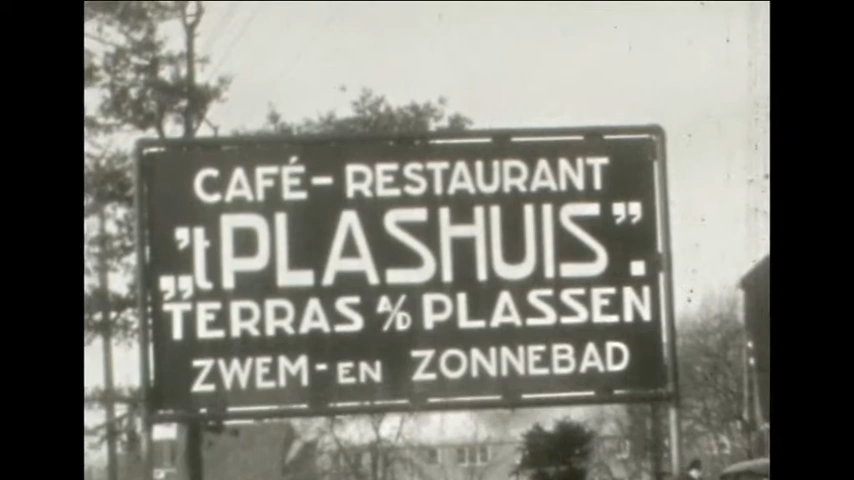 CAFÉ-RESTAURANT
„'t PLASHUIS”.
TERRAS A/D PLASSEN
ZWEM- EN ZONNEBAD